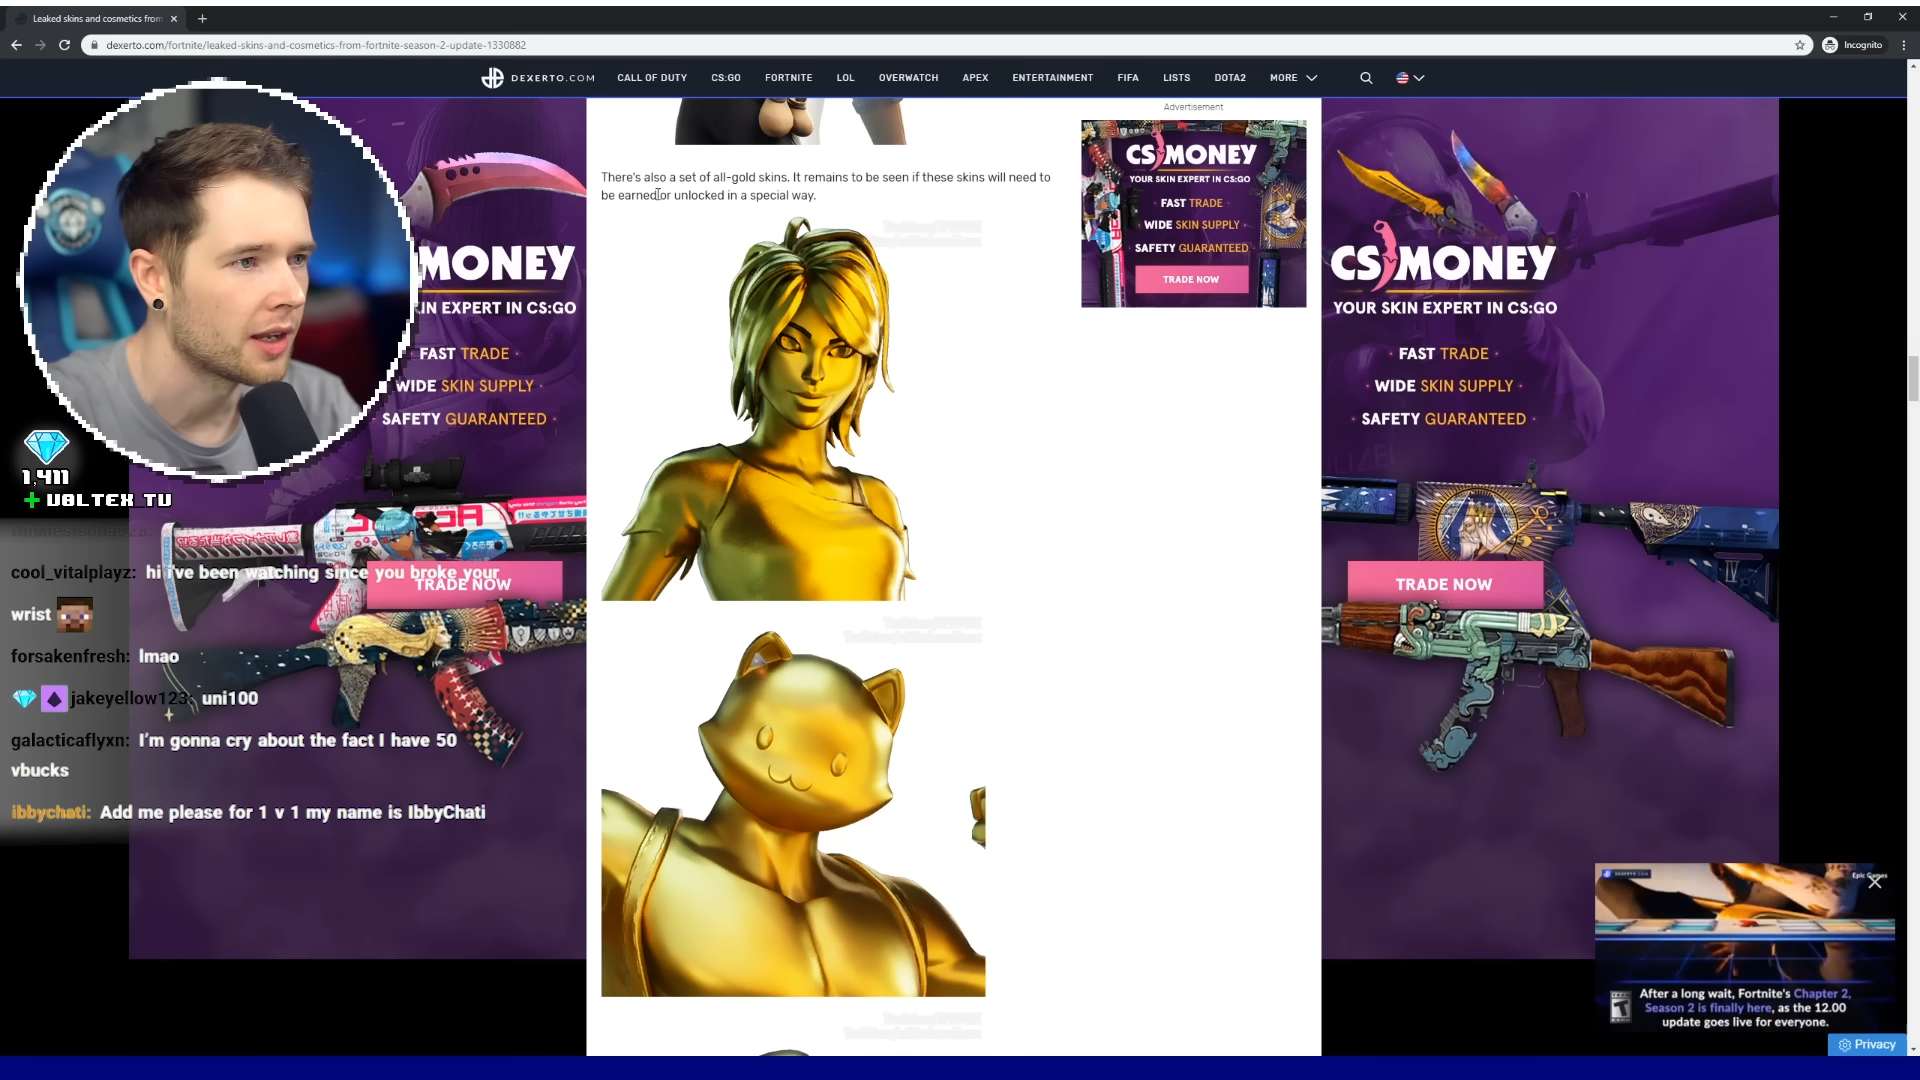 Leaked skins and cosmetics from
dexerto.com/fortnite/leaked-skins-and-cosmetics-from-fortnite-season-2-update-1330882
Incognito
DEXERTO.COM CALL OF DUTY CS:GO FORTNITE LOL OVERWATCH APEX ENTERTAINMENT FIFA LISTS DOTA2 MORE
Advertisement
There's also a set of all-gold skins. It remains to be seen if these skins will need to
be earned or unlocked in a special way.
CS MONEY
YOUR SKIN EXPERT IN CS:GO
· FAST TRADE ·
· WIDE SKIN SUPPLY ·
· SAFETY GUARANTEED ·
TRADE NOW
MONEY
KIN EXPERT IN CS:GO
· FAST TRADE ·
WIDE SKIN SUPPLY ·
· SAFETY GUARANTEED ·
TRADE NOW
CS MONEY
YOUR SKIN EXPERT IN CS:GO
· FAST TRADE ·
· WIDE SKIN SUPPLY ·
· SAFETY GUARANTEED ·
TRADE NOW
1,411
+ V8LTEX_TV
cool_vitalplayz: hi i've been watching since you broke your
wrist
forsakenfresh: lmao
jakeyellow123: uni100
galacticaflyxn: I'm gonna cry about the fact I have 50
vbucks
ibbychati: Add me please for 1 v 1 my name is IbbyChati
DEXERTO.COM
Epic Games
After a long wait, Fortnite's Chapter 2,
Season 2 is finally here, as the 12.00
update goes live for everyone.
Privacy